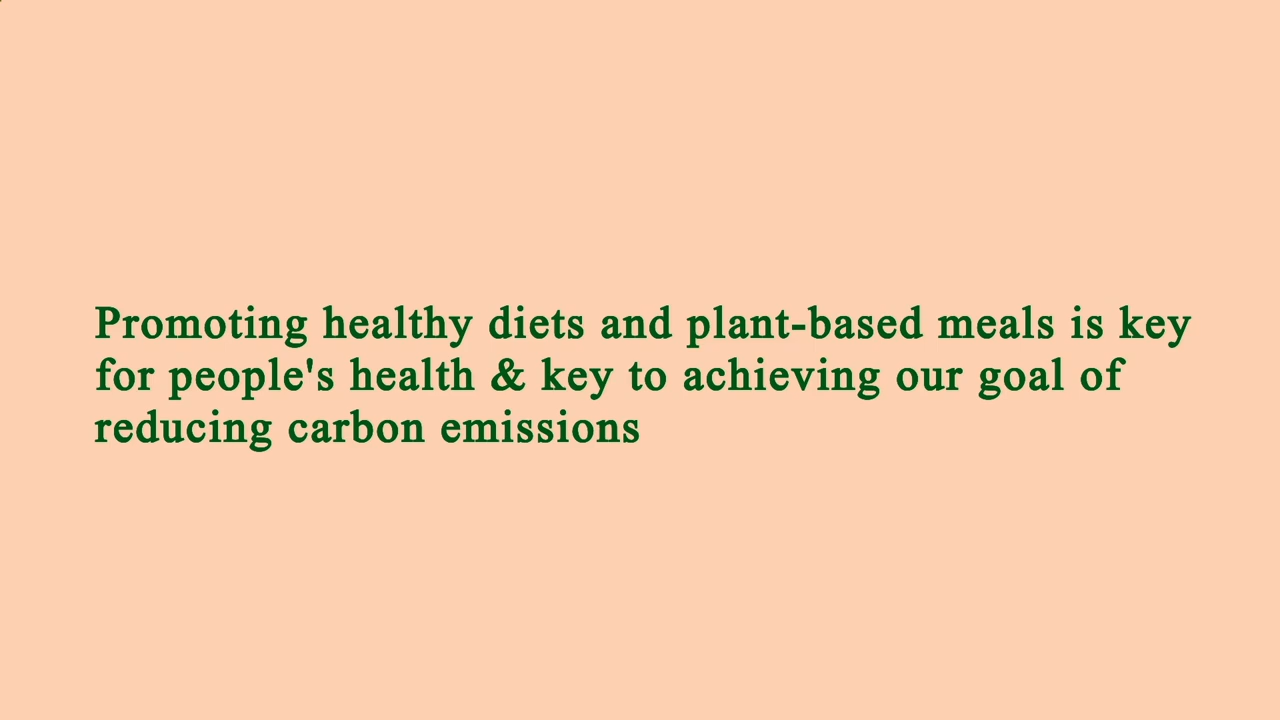 Promoting healthy diets and plant-based meals is key
for people's health & key to achieving our goal of
reducing carbon emissions